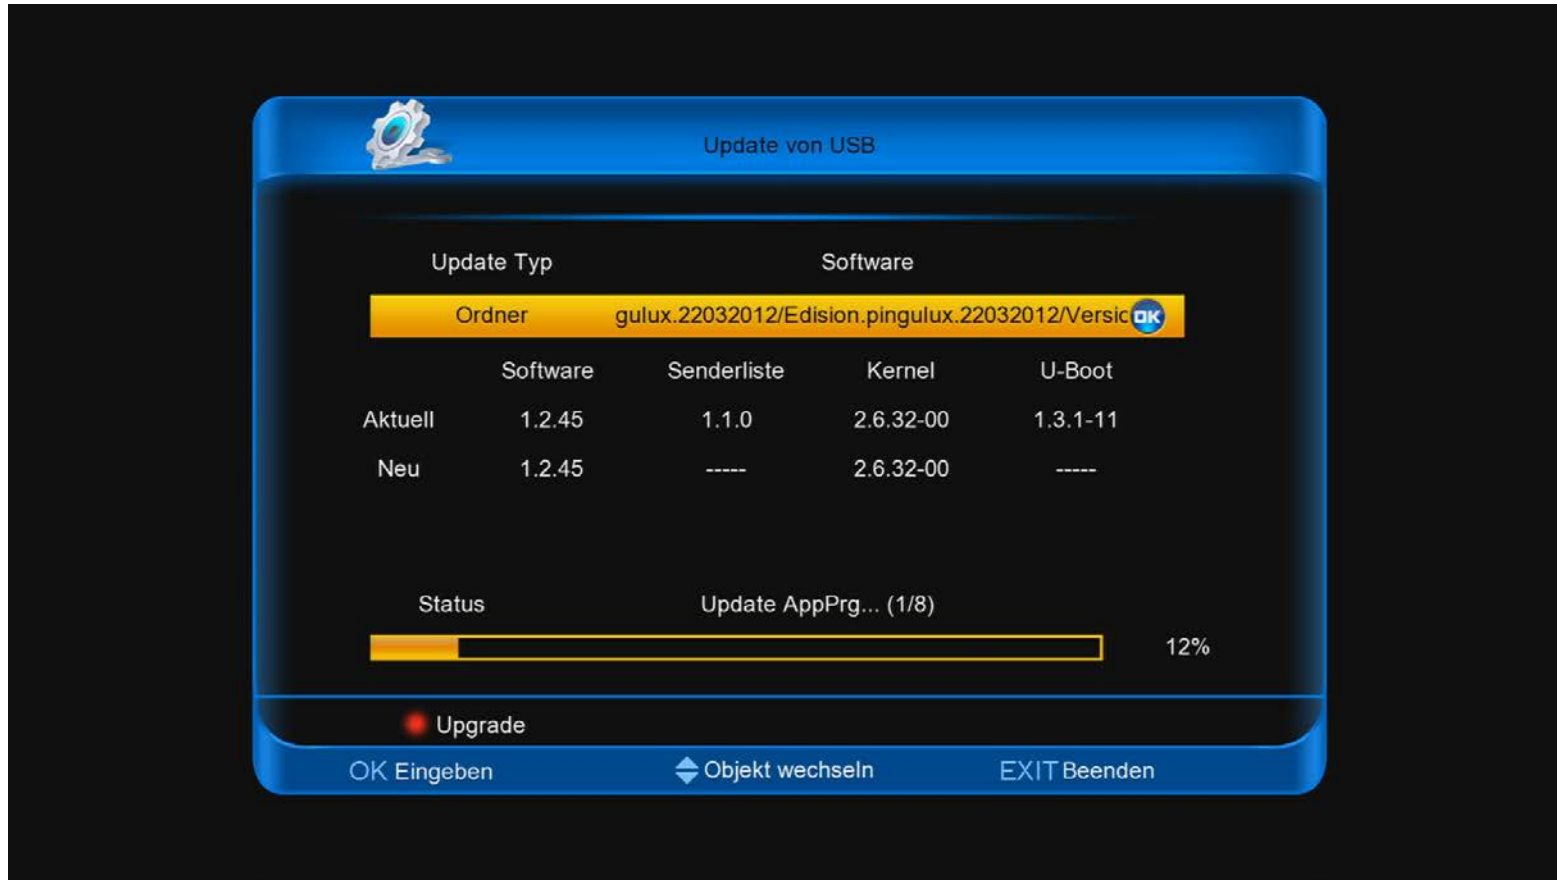 Update von USB
Update Typ Software
Ordner gulux.22032012/Edision.pingulux.22032012/Versic OK
Software Senderliste Kernel U-Boot
Aktuell 1.2.45 1.1.0 2.6.32-00 1.3.1-11
Neu 1.2.45 ----- 2.6.32-00 -----
Status Update AppPrg... (1/8)
12%
Upgrade
OK Eingeben Objekt wechseln EXIT Beenden